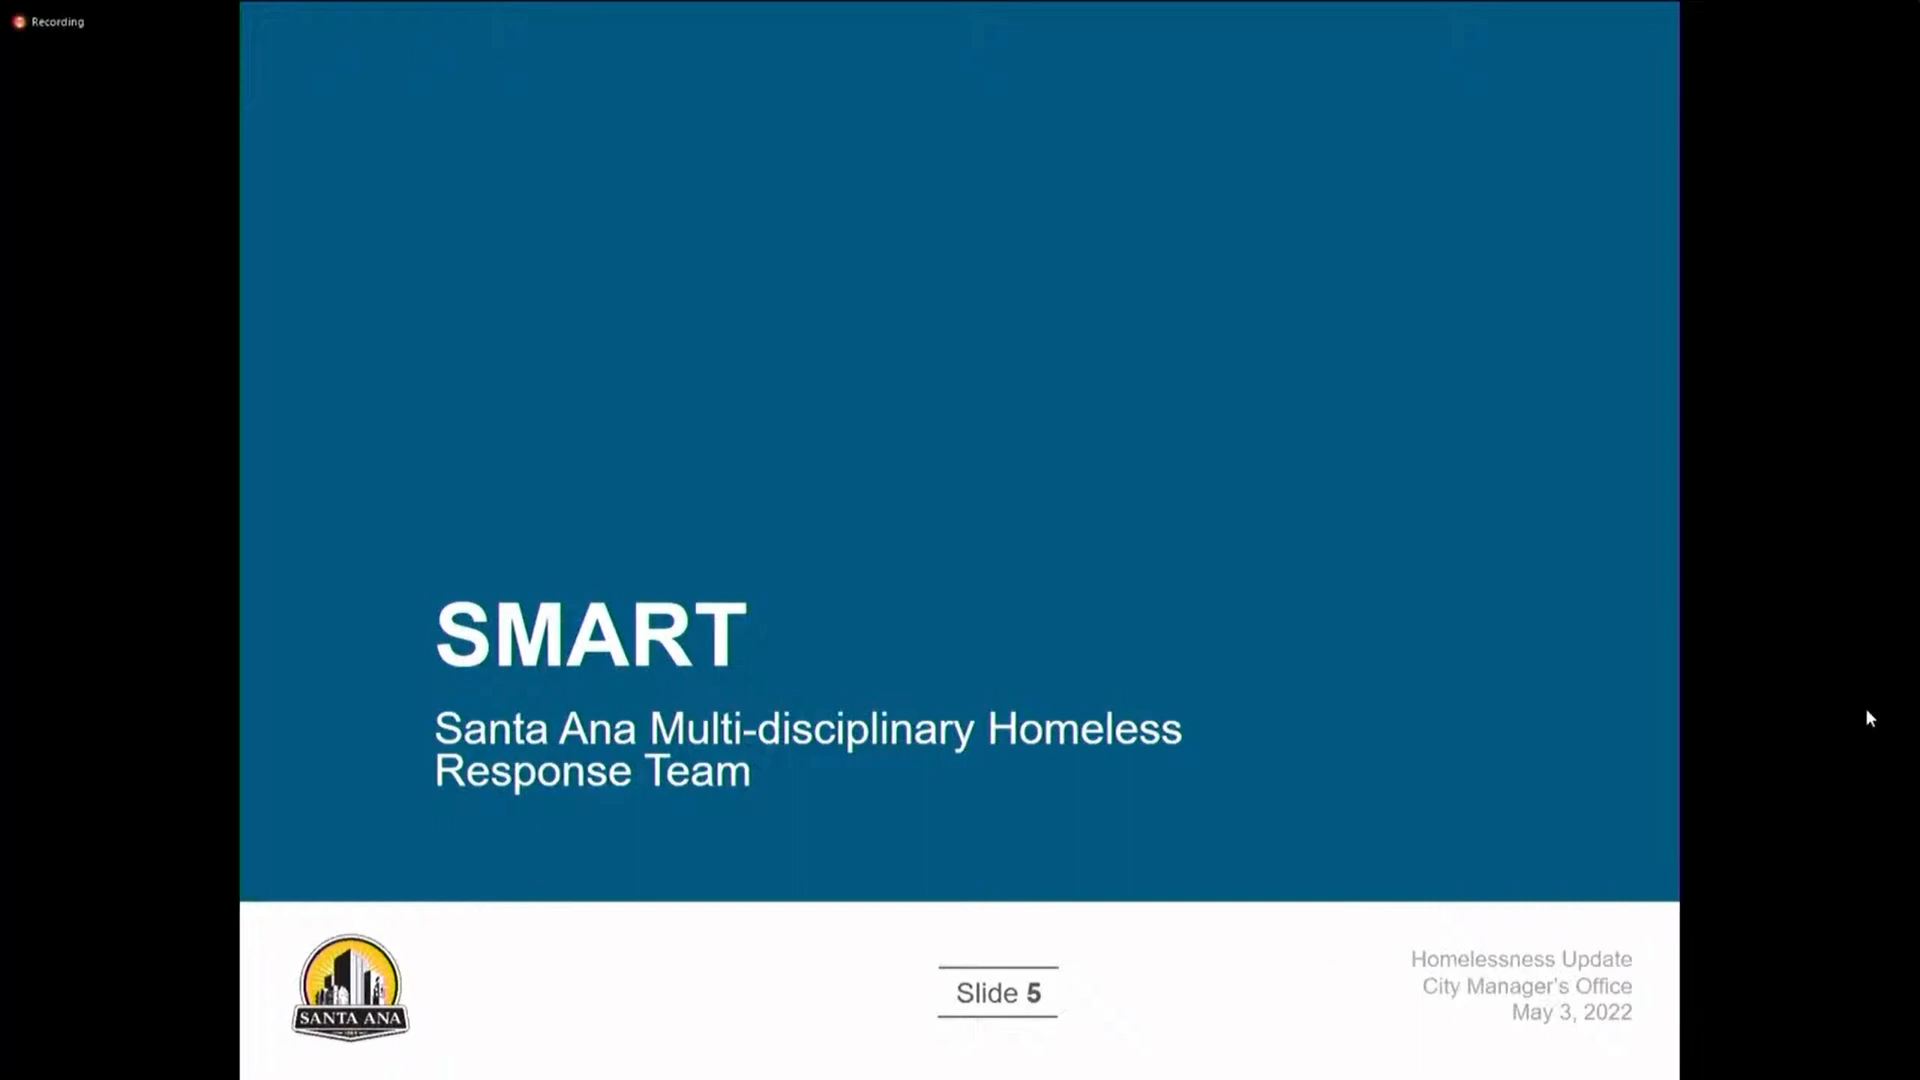 Recording
SMART
Santa Ana Multi-disciplinary Homeless
Response Team
SANTA ANA
Slide 5
Homelessness Update
City Manager's Office
May 3, 2022